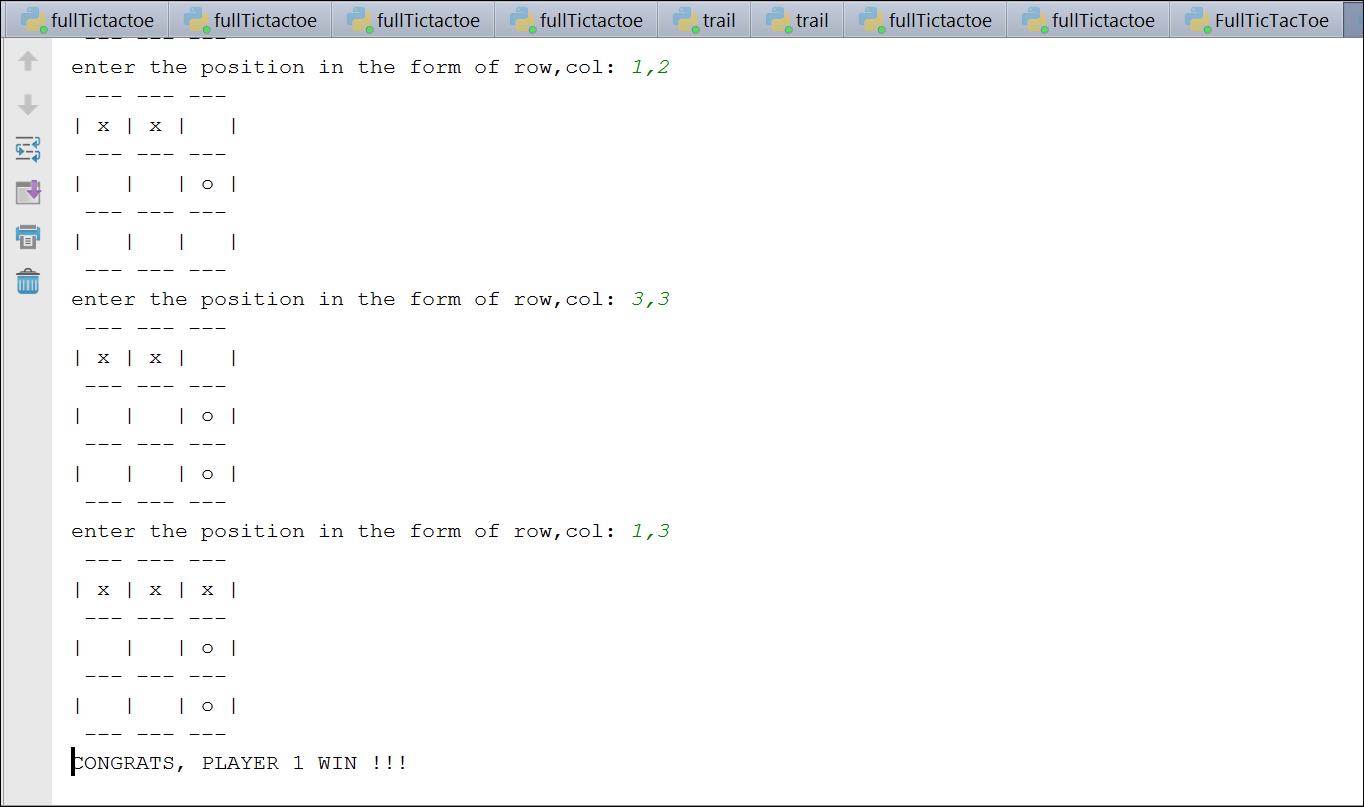 fullTictactoe fullTictactoe fullTictactoe fullTictactoe trail trail fullTictactoe fullTictactoe FullTicTacToe
--- --- ---
enter the position in the form of row,col: 1,2
--- --- ---
| x | x |   |
--- --- ---
|   |   | o |
--- --- ---
|   |   |   |
--- --- ---
enter the position in the form of row,col: 3,3
--- --- ---
| x | x |   |
--- --- ---
|   |   | o |
--- --- ---
|   |   | o |
--- --- ---
enter the position in the form of row,col: 1,3
--- --- ---
| x | x | x |
--- --- ---
|   |   | o |
--- --- ---
|   |   | o |
--- --- ---
CONGRATS, PLAYER 1 WIN !!!